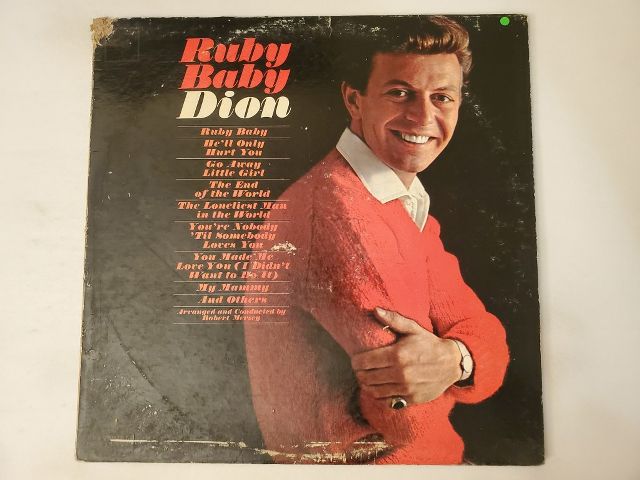 Ruby
Baby
Dion
Ruby Baby
He'll Only
Hurt You
Go Away
Little Girl
The End
of the World
The Loneliest Man
in the World
You're Nobody
'Til Somebody
Loves You
You Made Me
Love You (I Didn't
Want to Do It)
My Mammy
And Others
Arranged and Conducted by
Robert Mersey